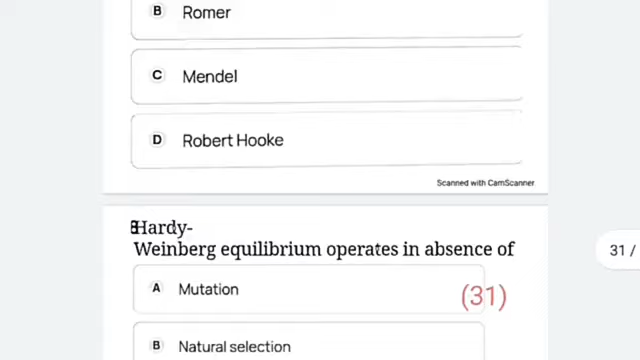 B Romer
C Mendel
D Robert Hooke
Scanned with CamScanner
Hardy-
Weinberg equilibrium operates in absence of
A Mutation
(31)
B Natural selection
31 /